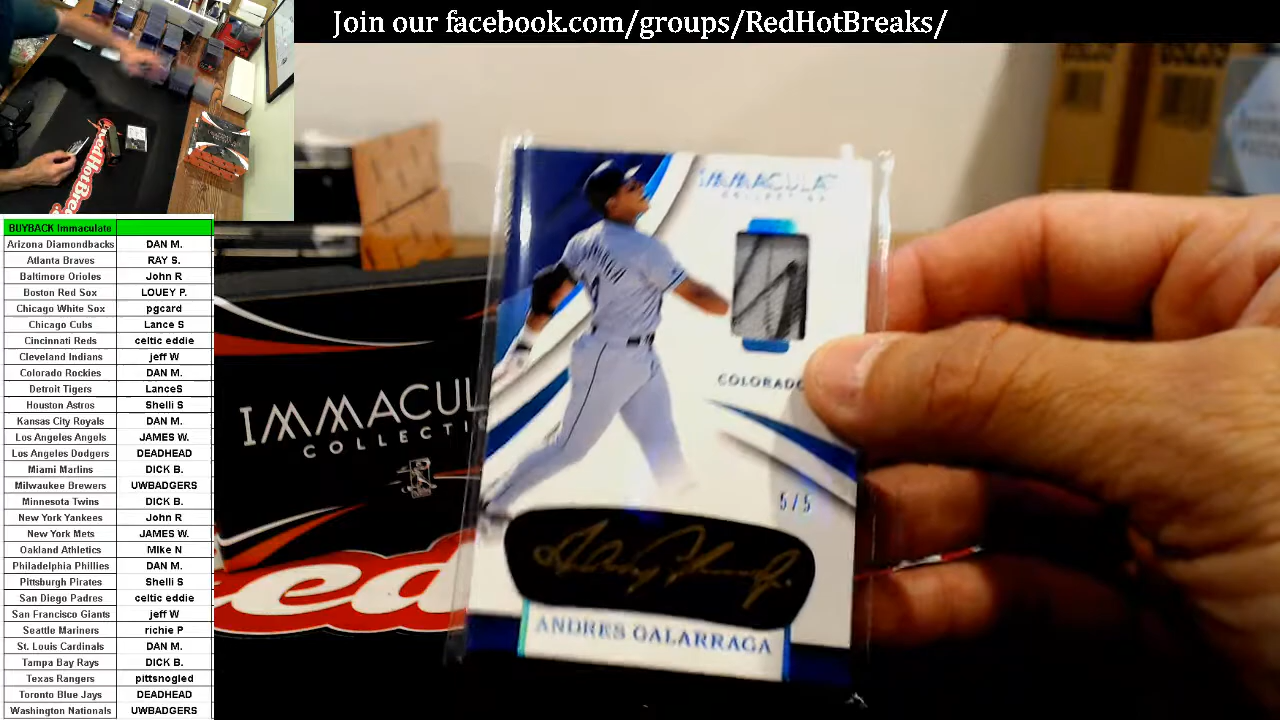 Join our facebook.com/groups/RedHotBreaks/
BUYBACK Immaculate
Arizona Diamondbacks DAN M.
Atlanta Braves RAY S.
Baltimore Orioles John R
Boston Red Sox LOUEY P.
Chicago White Sox pgcard
Chicago Cubs Lance S
Cincinnati Reds celtic eddie
Cleveland Indians jeff W
Colorado Rockies DAN M.
Detroit Tigers LanceS
Houston Astros Shelli S
Kansas City Royals DAN M.
Los Angeles Angels JAMES W.
Los Angeles Dodgers DEADHEAD
Miami Marlins DICK B.
Milwaukee Brewers UWBADGERS
Minnesota Twins DICK B.
New York Yankees John R
New York Mets JAMES W.
Oakland Athletics Mike N
Philadelphia Phillies DAN M.
Pittsburgh Pirates Shelli S
San Diego Padres celtic eddie
San Francisco Giants jeff W
Seattle Mariners richie P
St. Louis Cardinals DAN M.
Tampa Bay Rays DICK B.
Texas Rangers pittsnogled
Toronto Blue Jays DEADHEAD
Washington Nationals UWBADGERS
RedHotBre
IMMACUL
COLLECTI
ed
IMMACULA
COLLECTION
COLORADO
5/5
ANDRES GALARRAGA